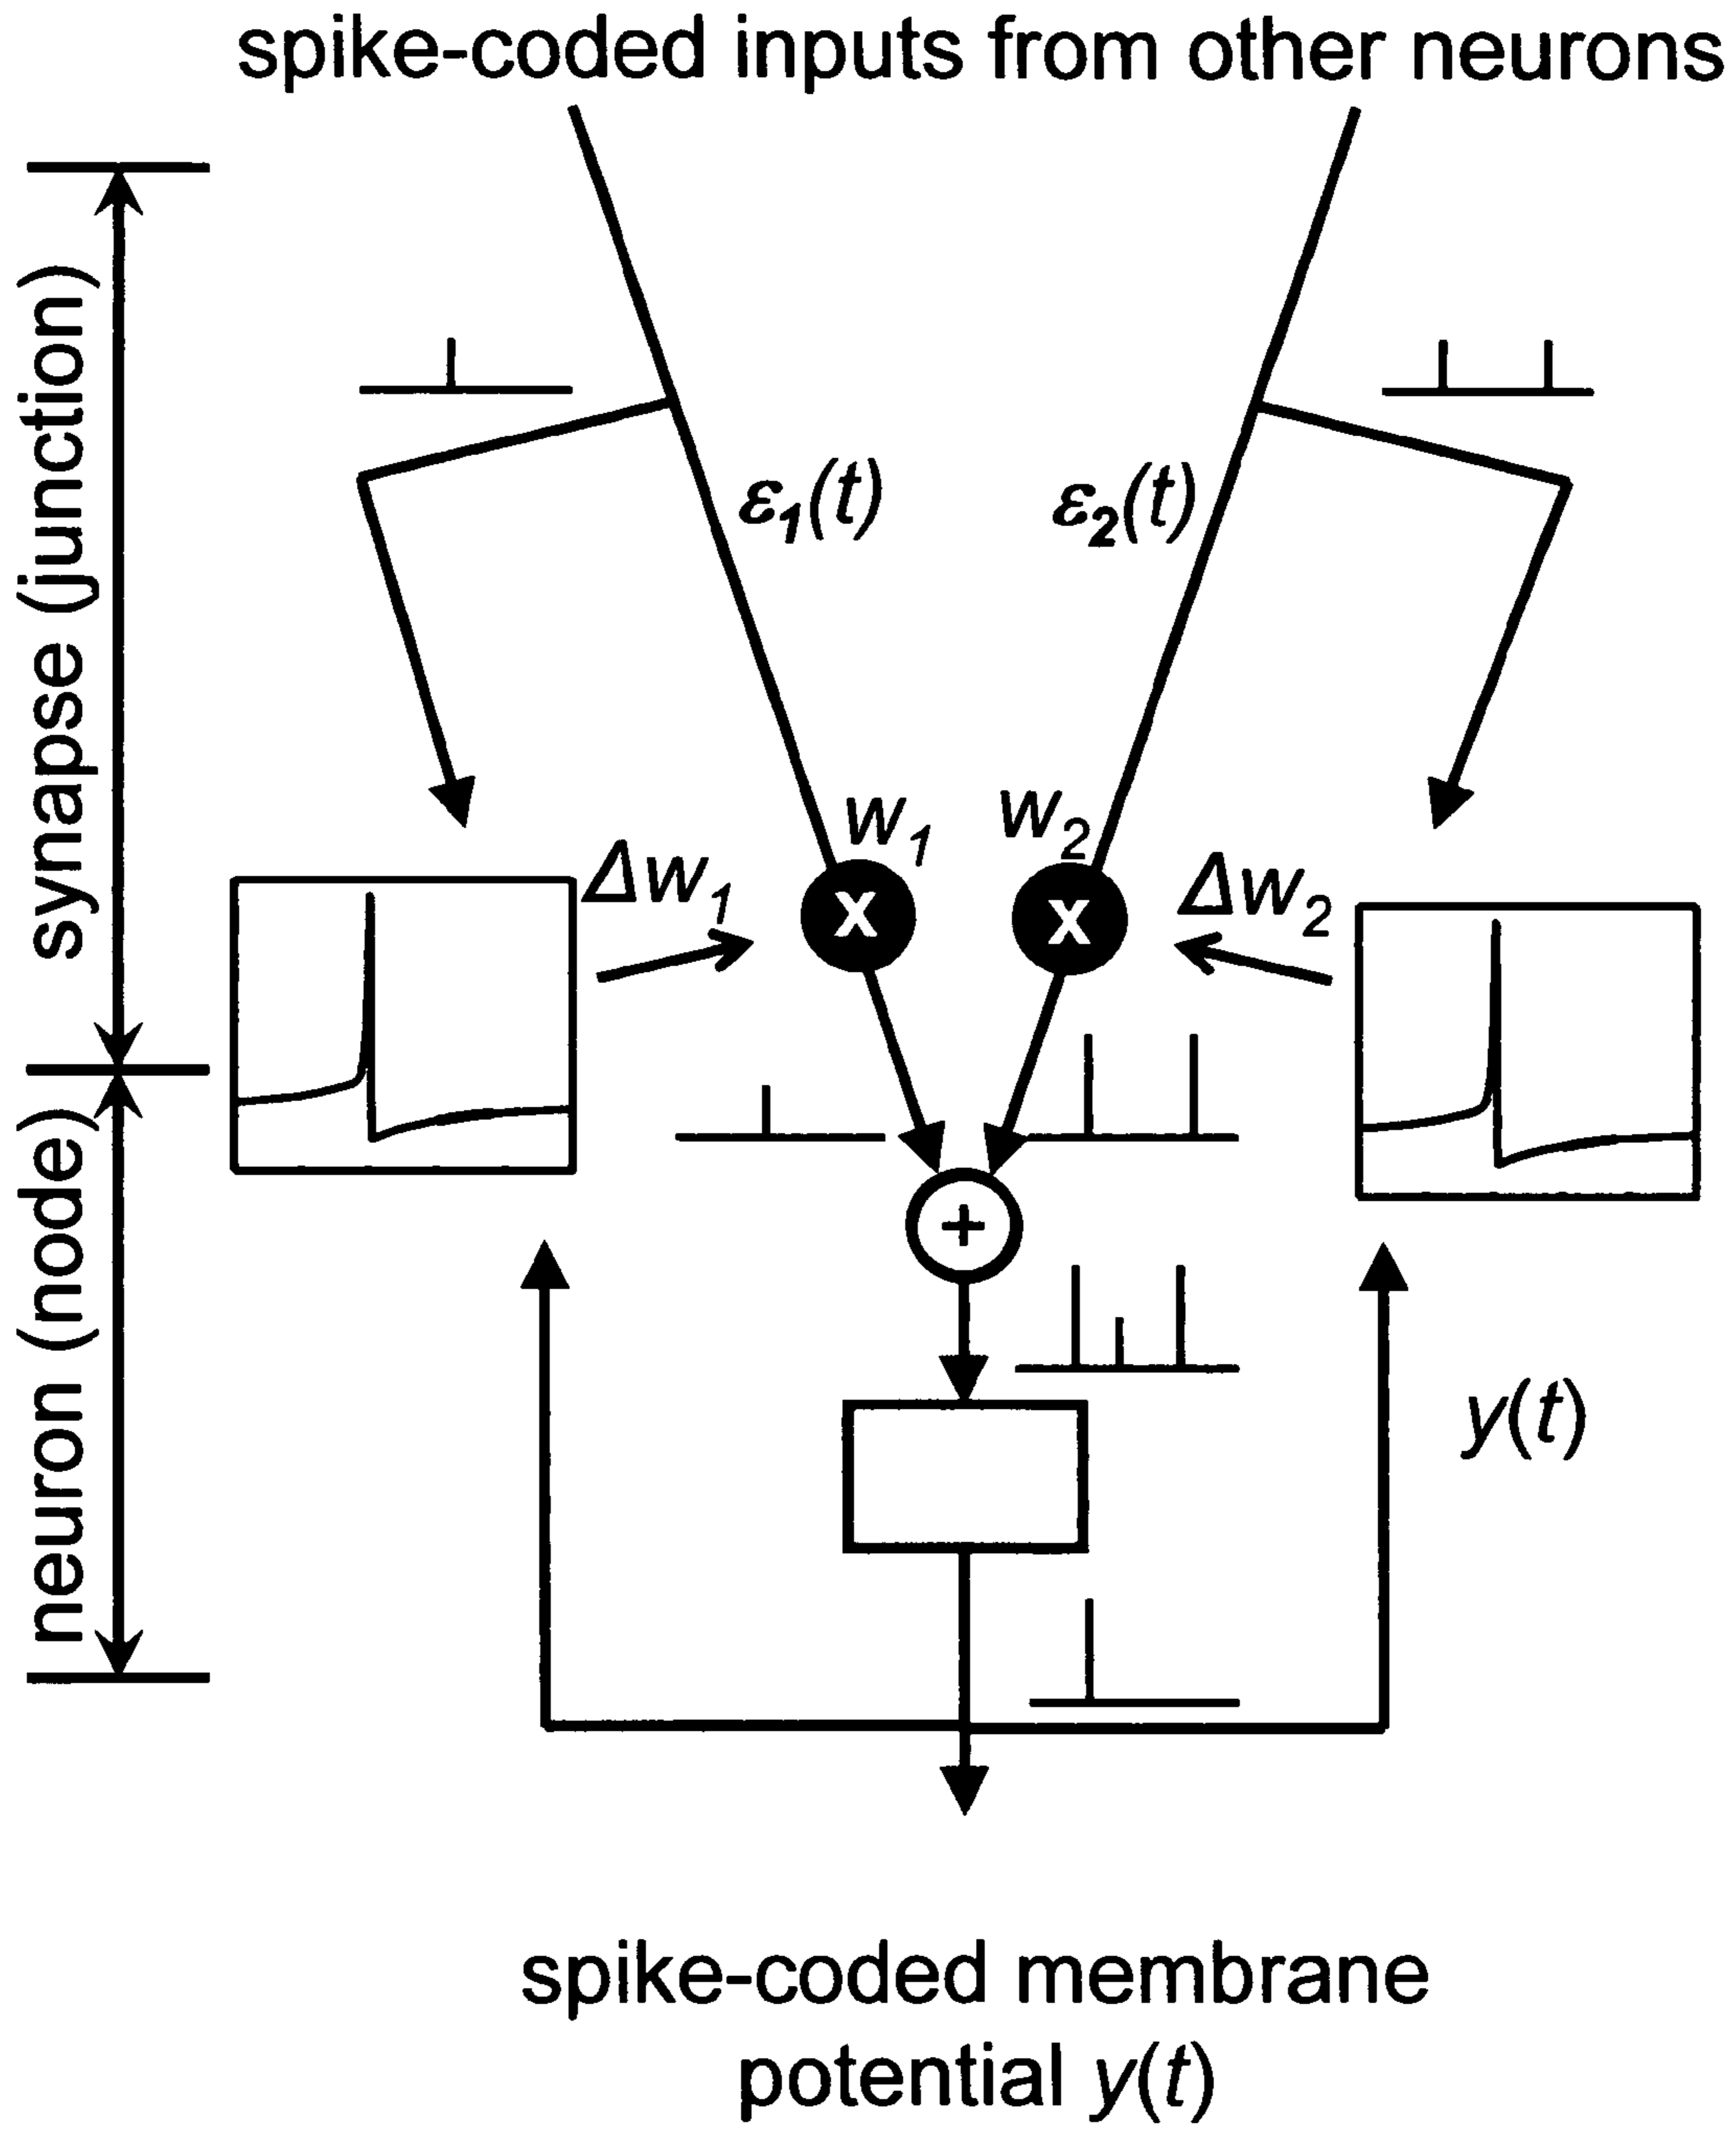 spike-coded inputs from other neurons
synapse (junction)
ε1(t)
ε2(t)
w1
w2
Δw1
Δw2
x
x
neuron (node)
+
y(t)
spike-coded membrane
potential y(t)